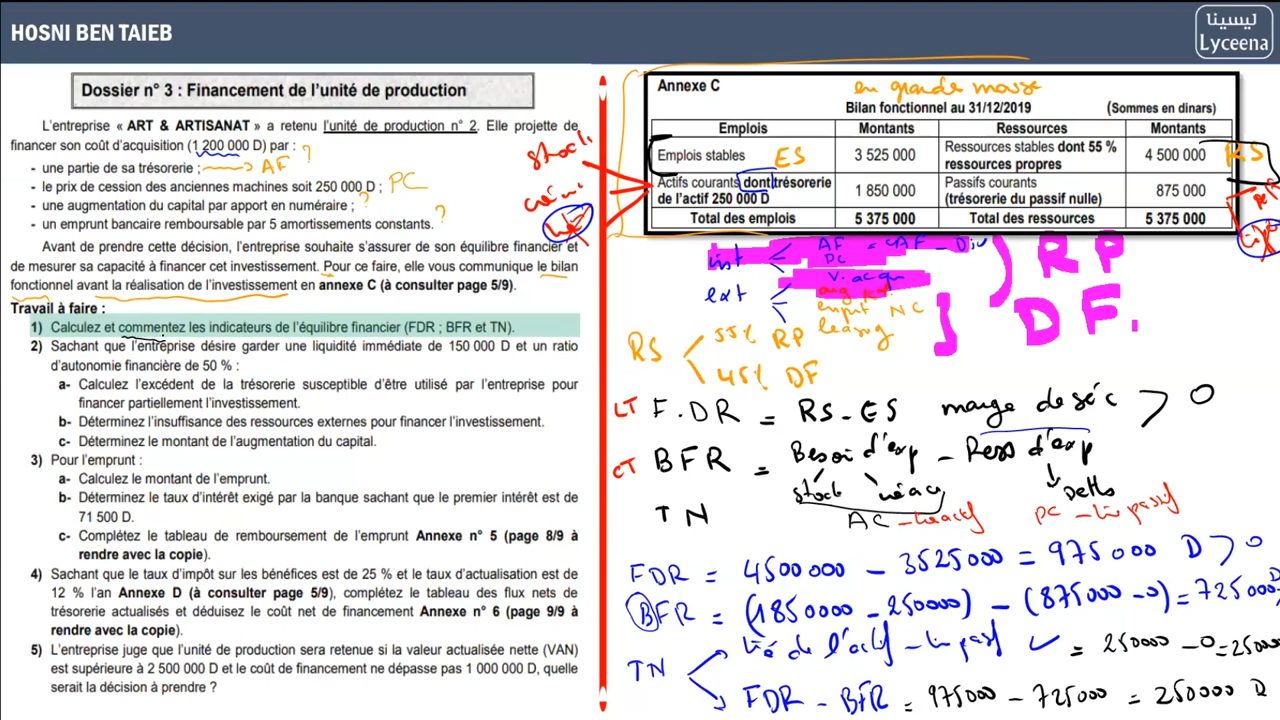 HOSNI BEN TAIEB
ليسينا
Lyceena
Dossier n° 3 : Financement de l'unité de production
L'entreprise « ART & ARTISANAT » a retenu l'unité de production n° 2. Elle projette de
financer son coût d'acquisition (1 200 000 D) par : ?
- une partie de sa trésorerie ; AF
- le prix de cession des anciennes machines soit 250 000 D ; PC
- une augmentation du capital par apport en numéraire ; ?
- un emprunt bancaire remboursable par 5 amortissements constants. ?
Avant de prendre cette décision, l'entreprise souhaite s'assurer de son équilibre financier et
de mesurer sa capacité à financer cet investissement. Pour ce faire, elle vous communique le bilan
fonctionnel avant la réalisation de l'investissement en annexe C (à consulter page 5/9).
Travail à faire :
1) Calculez et commentez les indicateurs de l'équilibre financier (FDR ; BFR et TN).
2) Sachant que l'entreprise désire garder une liquidité immédiate de 150 000 D et un ratio
d'autonomie financière de 50 % :
a- Calculez l'excédent de la trésorerie susceptible d'être utilisé par l'entreprise pour
financer partiellement l'investissement.
b- Déterminez l'insuffisance des ressources externes pour financer l'investissement.
c- Déterminez le montant de l'augmentation du capital.
3) Pour l'emprunt :
a- Calculez le montant de l'emprunt.
b- Déterminez le taux d'intérêt exigé par la banque sachant que le premier intérêt est de
71 500 D.
c- Complétez le tableau de remboursement de l'emprunt Annexe n° 5 (page 8/9 à
rendre avec la copie).
4) Sachant que le taux d'impôt sur les bénéfices est de 25 % et le taux d'actualisation est de
12 % l'an Annexe D (à consulter page 5/9), complétez le tableau des flux nets de
trésorerie actualisés et déduisez le coût net de financement Annexe n° 6 (page 9/9 à
rendre avec la copie).
5) L'entreprise juge que l'unité de production sera retenue si la valeur actualisée nette (VAN)
est supérieure à 2 500 000 D et le coût de financement ne dépasse pas 1 000 000 D, quelle
serait la décision à prendre ?
stocks
Annexe C
en grande masse
Bilan fonctionnel au 31/12/2019 (Sommes en dinars)
Emplois Montants Ressources Montants
Emplois stables ES 3 525 000 Ressources stables dont 55 % ressources propres 4 500 000 RS
Actifs courants dont trésorerie de l'actif 250 000 D 1 850 000 Passifs courants (trésorerie du passif nulle) 875 000
Total des emplois 5 375 000 Total des ressources 5 375 000
int AF = CAF - Div
PC
RP
ext V. acq
NC
leasing
DF.
RS 55% RP
45% DF
LT F.DR = RS - ES marge de séc > 0
CT BFR = Besoi d'exp - Ress d'exp
stock Dettes
TN AC
PC
FDR = 4500000 - 3525000 = 975000 D > 0
BFR = (1850000 - 250000) - (875000 - 0) = 725000 D
TN
= 250000 - 0 =
FDR - BFR = 975000 - 725000 = 250000 D